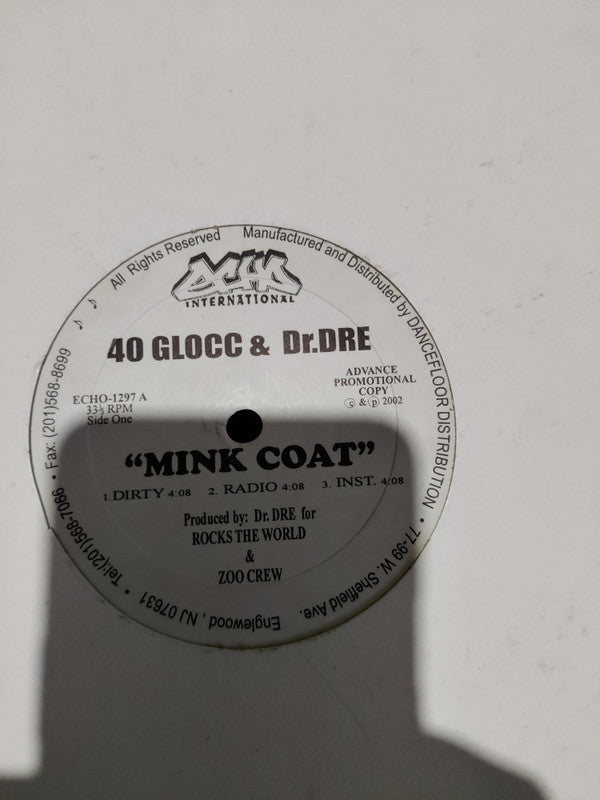 All Rights Reserved
Manufactured and Distributed by DANCEFLOOR DISTRIBUTION • 77-99 W. Sheffield Ave.
Englewood, NJ 07631 • Tel:(201)568-7066 • Fax: (201)568-8699
ECHO
INTERNATIONAL
40 GLOCC & Dr.DRE
ECHO-1297 A
33⅓ RPM
Side One
ADVANCE
PROMOTIONAL
COPY
© & ℗ 2002
“MINK COAT”
1.DIRTY 4:08 2. RADIO 4:08 3. INST. 4:08
Produced by: Dr. DRE for
ROCKS THE WORLD
&
ZOO CREW